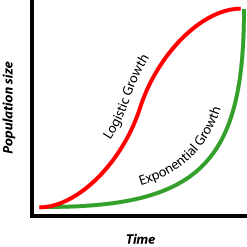 Population size
Logistic Growth
Exponential Growth
Time